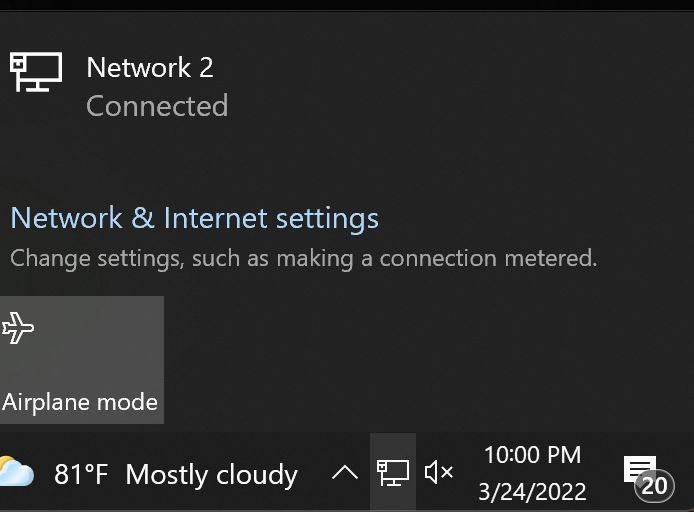 Network 2
Connected
Network & Internet settings
Change settings, such as making a connection metered.
Airplane mode
81°F Mostly cloudy
10:00 PM
3/24/2022
20